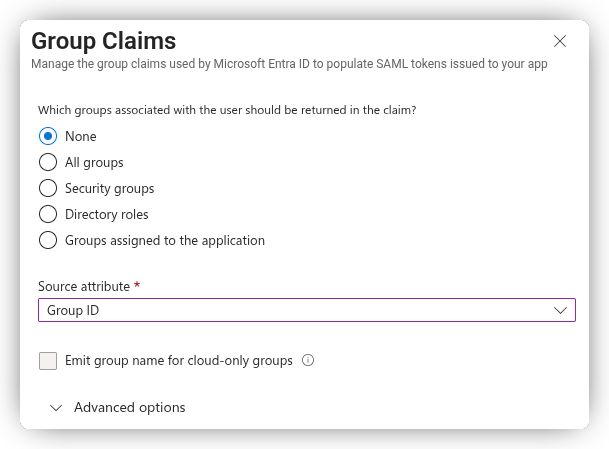 Group Claims
Manage the group claims used by Microsoft Entra ID to populate SAML tokens issued to your app
Which groups associated with the user should be returned in the claim?
None
All groups
Security groups
Directory roles
Groups assigned to the application
Source attribute *
Group ID
Emit group name for cloud-only groups
Advanced options